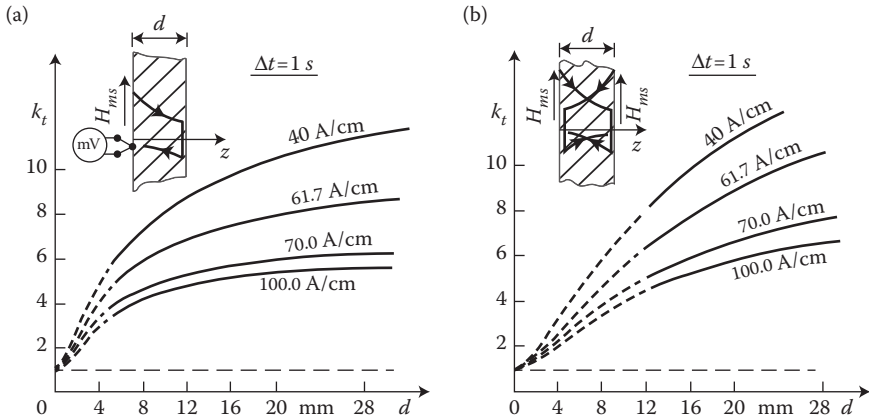 (a)
d
Δt=1 s
k_t
H_ms
mV
z
40 A/cm
61.7 A/cm
70.0 A/cm
100.0 A/cm
10
8
6
4
2
0 4 8 12 16 20 mm 28 d
(b)
d
Δt=1 s
k_t
H_ms
H_ms
z
40 A/cm
61.7 A/cm
70.0 A/cm
100.0 A/cm
10
8
6
4
2
0 4 8 12 16 20 mm 28 d